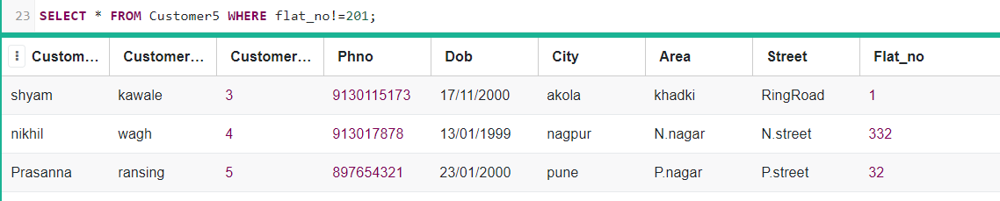 23 SELECT * FROM Customer5 WHERE flat_no!=201;
Custom... Customer... Customer... Phno Dob City Area Street Flat_no
shyam kawale 3 9130115173 17/11/2000 akola khadki RingRoad 1
nikhil wagh 4 913017878 13/01/1999 nagpur N.nagar N.street 332
Prasanna ransing 5 897654321 23/01/2000 pune P.nagar P.street 32